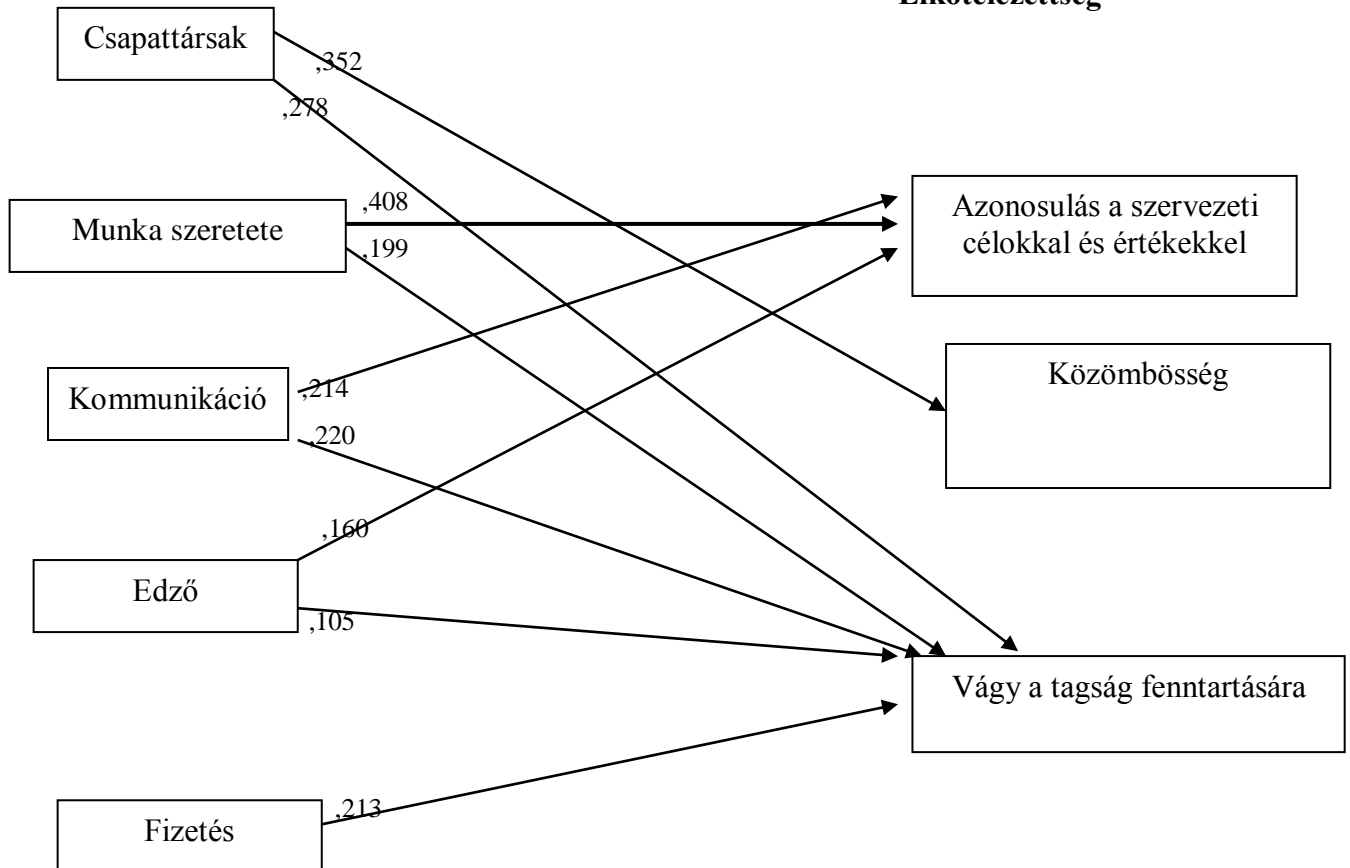 Elkötelezettség
Csapattársak
,352
,278
Munka szeretete
,408
,199
Azonosulás a szervezeti
célokkal és értékekkel
Kommunikáció
,214
,220
Közömbösség
Edző
,160
,105
Vágy a tagság fenntartására
Fizetés
,213